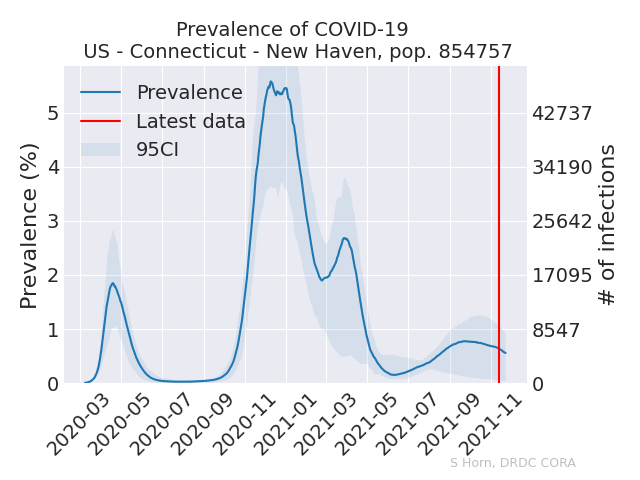 Prevalence of COVID-19
US - Connecticut - New Haven, pop. 854757
Prevalence
Latest data
95CI
Prevalence (%)
5
4
3
2
1
0
42737
34190
25642
17095
8547
0
# of infections
2020-03
2020-05
2020-07
2020-09
2020-11
2021-01
2021-03
2021-05
2021-07
2021-09
2021-11
S Horn, DRDC CORA